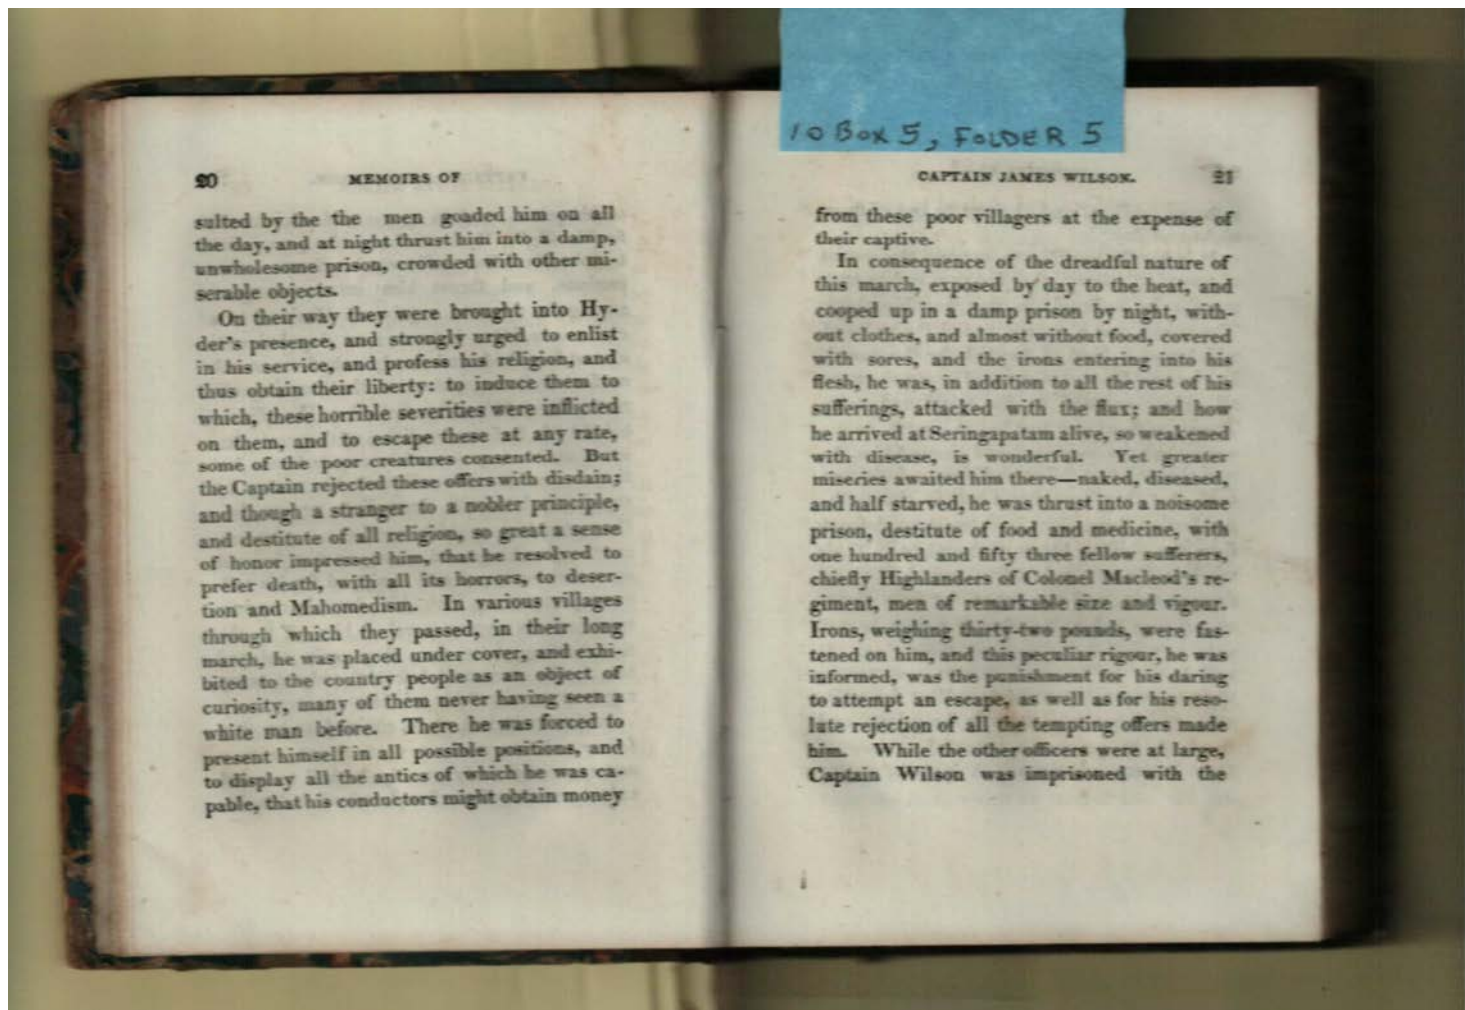 10 Box 5, FOLDER 5
20 MEMOIRS OF
sulted by the the men goaded him on all
the day, and at night thrust him into a damp,
unwholesome prison, crowded with other mi-
serable objects.
On their way they were brought into Hy-
der's presence, and strongly urged to enlist
in his service, and profess his religion, and
thus obtain their liberty: to induce them to
which, these horrible severities were inflicted
on them, and to escape these at any rate,
some of the poor creatures consented. But
the Captain rejected these offers with disdain;
and though a stranger to a nobler principle,
and destitute of all religion, so great a sense
of honor impressed him, that he resolved to
prefer death, with all its horrors, to deser-
tion and Mahomedism. In various villages
through which they passed, in their long
march, he was placed under cover, and exhi-
bited to the country people as an object of
curiosity, many of them never having seen a
white man before. There he was forced to
present himself in all possible positions, and
to display all the antics of which he was ca-
pable, that his conductors might obtain money
CAPTAIN JAMES WILSON. 21
from these poor villagers at the expense of
their captive.
In consequence of the dreadful nature of
this march, exposed by day to the heat, and
cooped up in a damp prison by night, with-
out clothes, and almost without food, covered
with sores, and the irons entering into his
flesh, he was, in addition to all the rest of his
sufferings, attacked with the flux; and how
he arrived at Seringapatam alive, so weakened
with disease, is wonderful. Yet greater
miseries awaited him there—naked, diseased,
and half starved, he was thrust into a noisome
prison, destitute of food and medicine, with
one hundred and fifty three fellow sufferers,
chiefly Highlanders of Colonel Macleod's re-
giment, men of remarkable size and vigour.
Irons, weighing thirty-two pounds, were fas-
tened on him, and this peculiar rigour, he was
informed, was the punishment for his daring
to attempt an escape, as well as for his reso-
lute rejection of all the tempting offers made
him. While the other officers were at large,
Captain Wilson was imprisoned with the